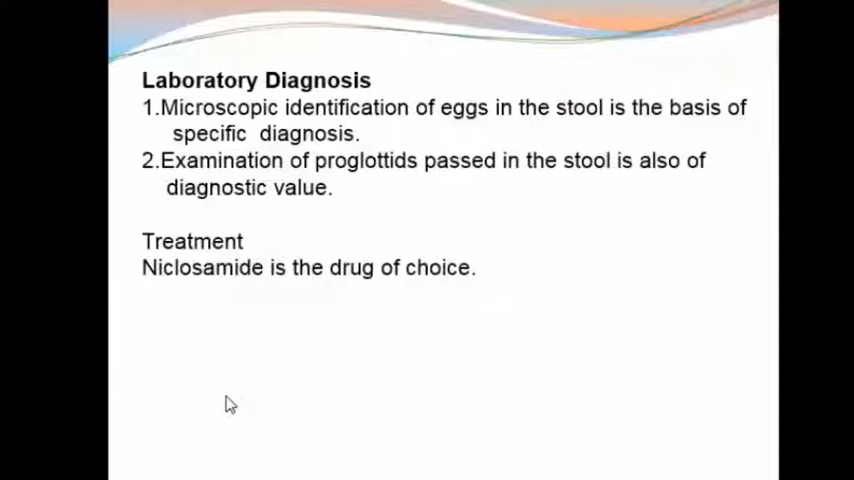 Laboratory Diagnosis
1.Microscopic identification of eggs in the stool is the basis of
specific diagnosis.
2.Examination of proglottids passed in the stool is also of
diagnostic value.
Treatment
Niclosamide is the drug of choice.